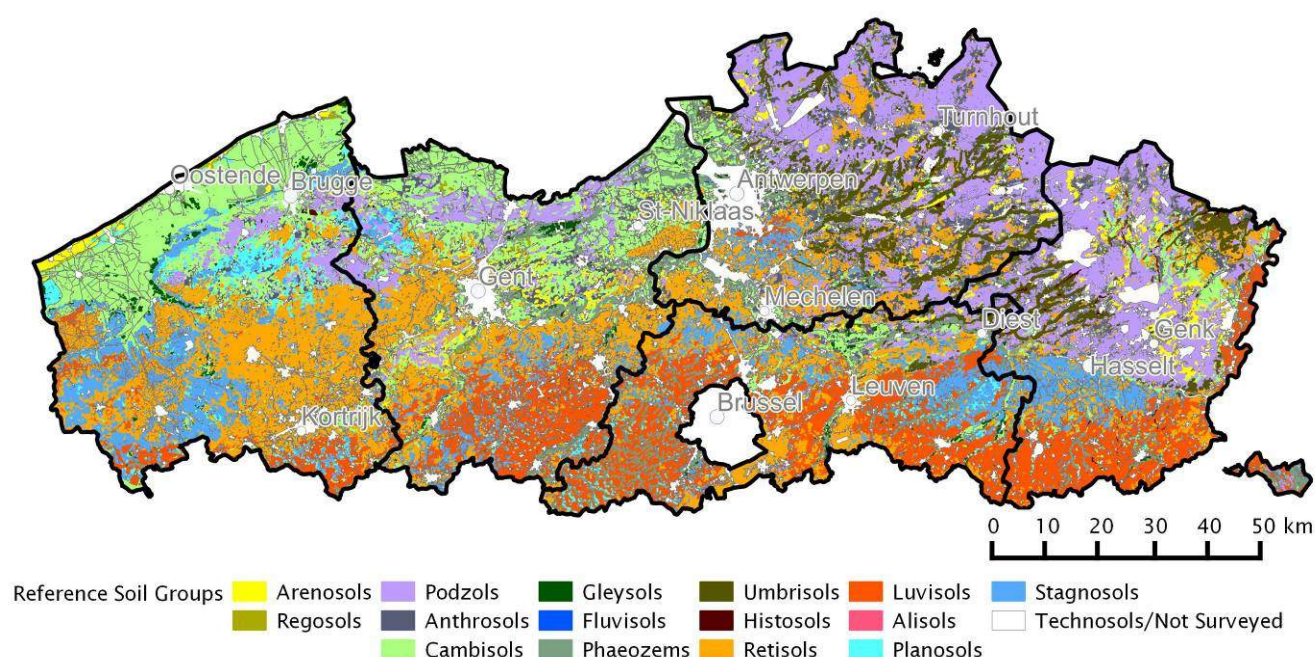 Turnhout
Oostende
Brugge
Antwerpen
St-Niklaas
Gent
Mechelen
Diest
Genk
Hasselt
Leuven
Kortrijk
Brussel
0 10 20 30 40 50 km
Reference Soil Groups Arenosols Podzols Gleysols Umbrisols Luvisols Stagnosols
Regosols Anthrosols Fluvisols Histosols Alisols Technosols/Not Surveyed
Cambisols Phaeozems Retisols Planosols